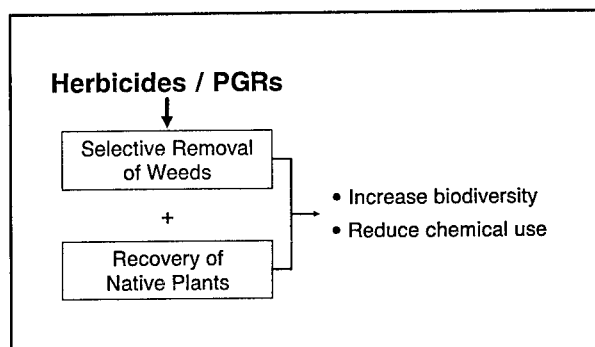 Herbicides / PGRs
Selective Removal
of Weeds
+
Recovery of
Native Plants
• Increase biodiversity
• Reduce chemical use